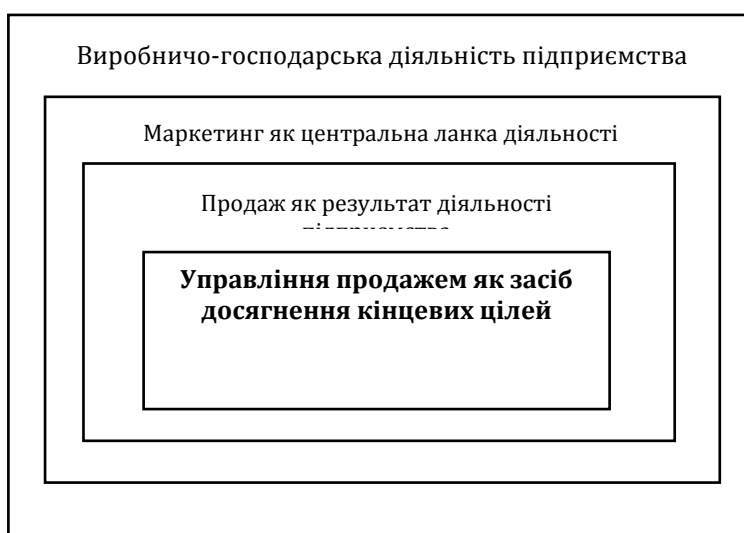 Виробничо-господарська діяльність підприємства
Маркетинг як центральна ланка діяльності
Продаж як результат діяльності
Управління продажем як засіб
досягнення кінцевих цілей